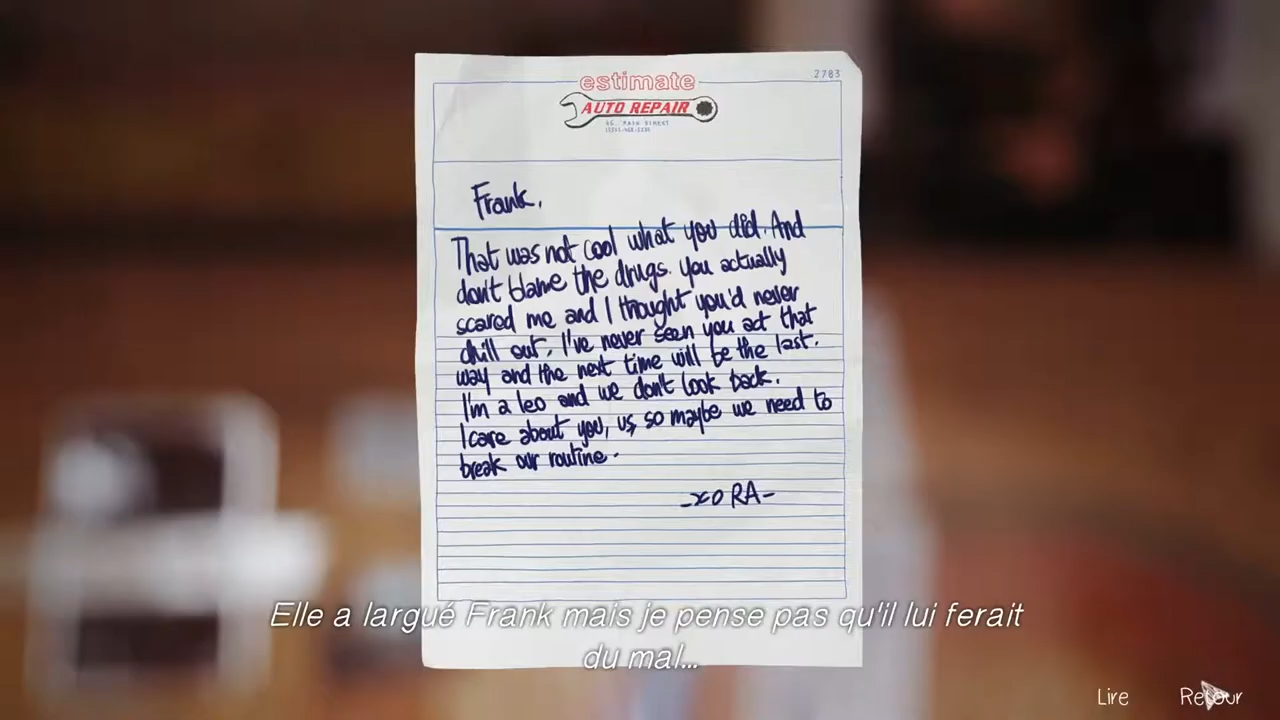 estimate
2783
AUTO REPAIR
Frank,
That was not cool what you did. And
don't blame the drugs. You actually
scared me and I thought you'd never
chill out. I've never seen you act that
way and the next time will be the last.
I'm a leo and we don't look back.
I care about you, us, so maybe we need to
break our routine.
-xo RA-
Elle a largué Frank mais je pense pas qu'il lui ferait
du mal...
Lire
Retour